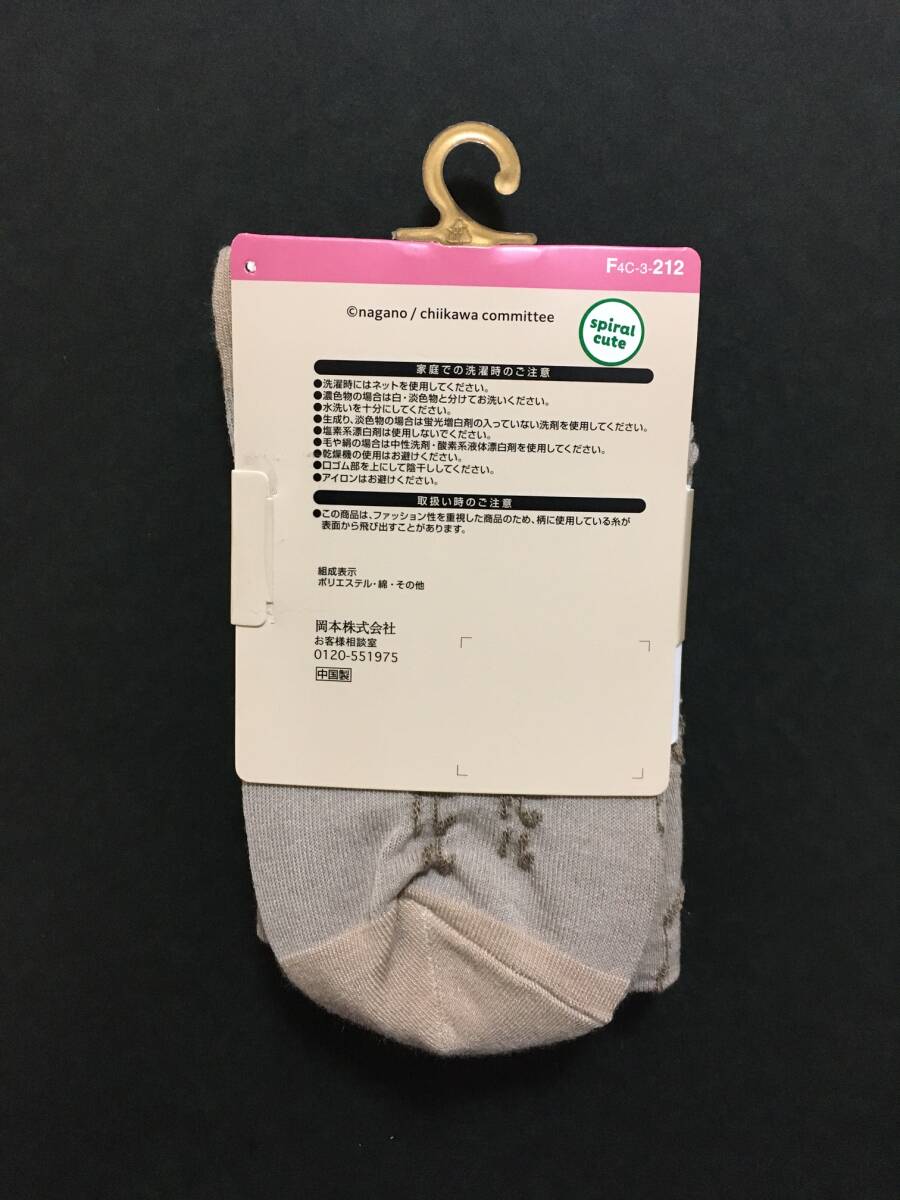 F4C-3-212
©nagano / chiikawa committee
spiral
cute
家庭での洗濯時のご注意
●洗濯時にはネットを使用してください。
●濃色物の場合は白・淡色物と分けてお洗いください。
●水洗いを十分にしてください。
●生成り、淡色物の場合は蛍光増白剤の入っていない洗剤を使用してください。
●塩素系漂白剤は使用しないでください。
●毛や絹の場合は中性洗剤・酸素系液体漂白剤を使用してください。
●乾燥機の使用はお避けください。
●口ゴム部を上にして陰干ししてください。
●アイロンはお避けください。
取扱い時のご注意
●この商品は、ファッション性を重視した商品のため、柄に使用している糸が
表面から飛び出すことがあります。
組成表示
ポリエステル・綿・その他
岡本株式会社
お客様相談室
0120-551975
中国製